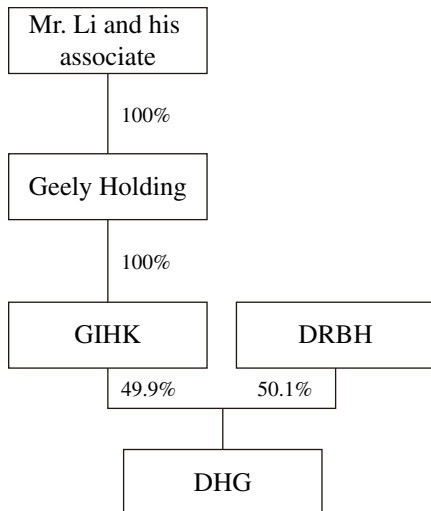 Mr. Li and his
associate
100%
Geely Holding
100%
GIHK
DRBH
49.9%
50.1%
DHG